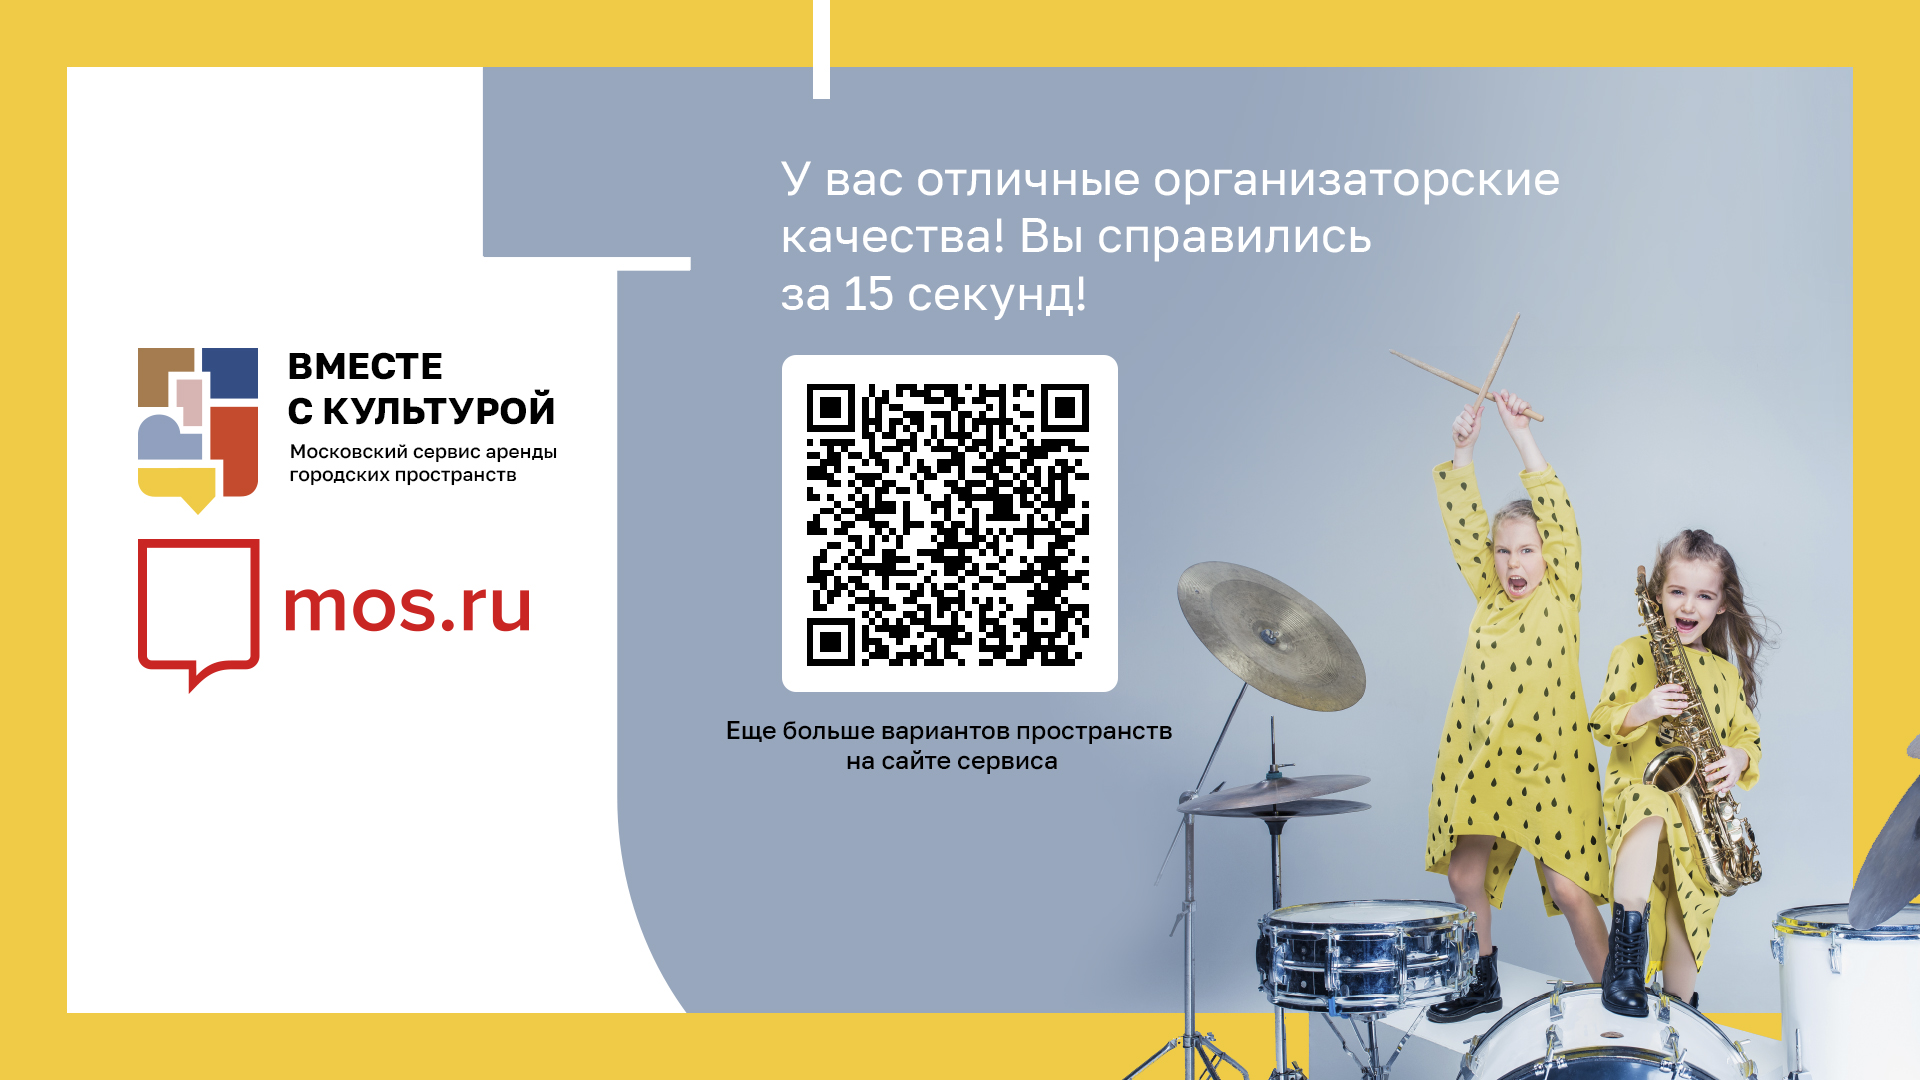 ВМЕСТЕ
С КУЛЬТУРОЙ
Московский сервис аренды
городских пространств
mos.ru
У вас отличные организаторские
качества! Вы справились
за 15 секунд!
Еще больше вариантов пространств
на сайте сервиса